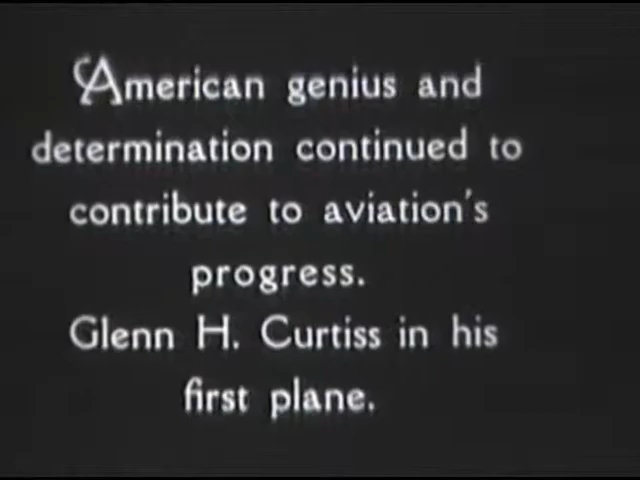 American genius and
determination continued to
contribute to aviation's
progress.
Glenn H. Curtiss in his
first plane.